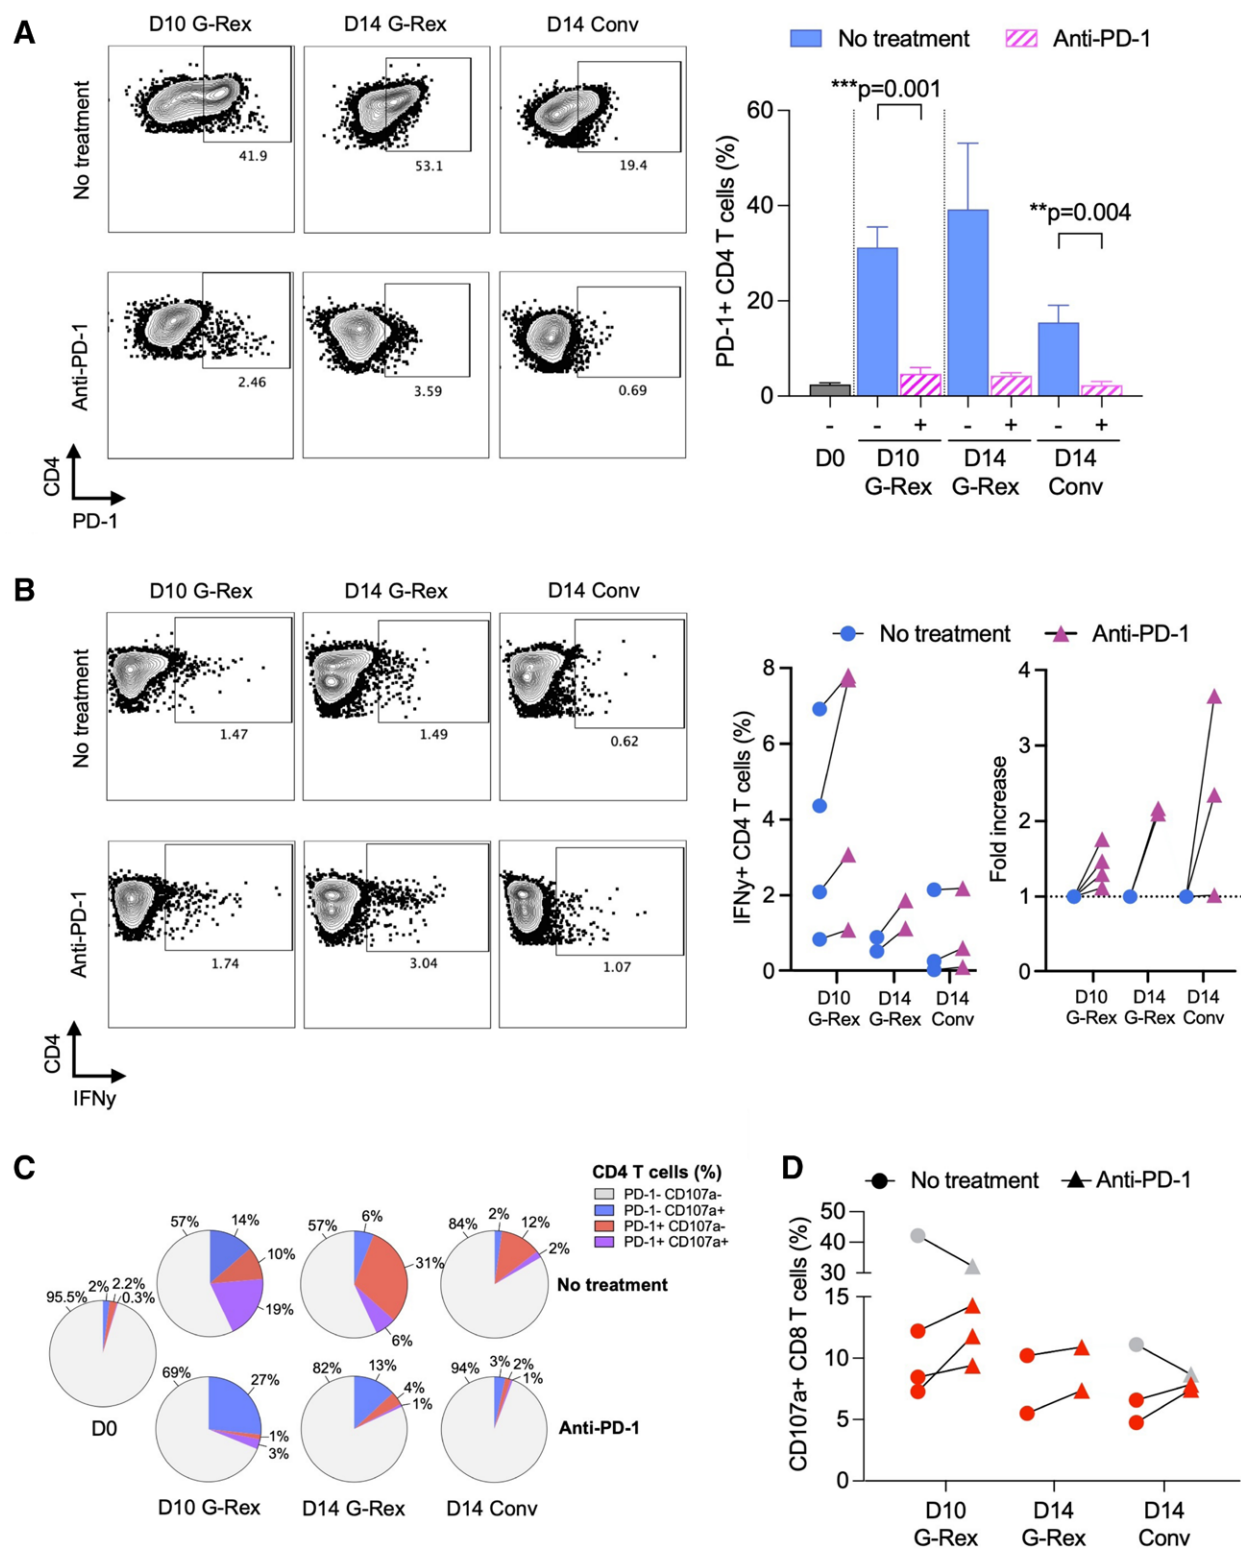 A
D10 G-Rex D14 G-Rex D14 Conv
No treatment
41.9 53.1 19.4
Anti-PD-1
2.46 3.59 0.69
CD4
PD-1
No treatment Anti-PD-1
***p=0.001
**p=0.004
PD-1+ CD4 T cells (%)
60
40
20
0
- - + - + - +
D0 D10 D14 D14
G-Rex G-Rex Conv
B
D10 G-Rex D14 G-Rex D14 Conv
No treatment
1.47 1.49 0.62
Anti-PD-1
1.74 3.04 1.07
CD4
IFNy
No treatment Anti-PD-1
IFNy+ CD4 T cells (%)
8
6
4
2
0
D10 D14 D14
G-Rex G-Rex Conv
Fold increase
4
3
2
1
0
D10 D14 D14
G-Rex G-Rex Conv
C
CD4 T cells (%)
PD-1- CD107a-
PD-1- CD107a+
PD-1+ CD107a-
PD-1+ CD107a+
95.5% 2% 2.2% 0.3%
D0
57% 14% 10% 19%
57% 6% 31% 6%
84% 2% 12% 2%
No treatment
69% 27% 1% 3%
82% 13% 4% 1%
94% 3% 2% 1%
Anti-PD-1
D10 G-Rex D14 G-Rex D14 Conv
D
No treatment Anti-PD-1
CD107a+ CD8 T cells (%)
50
40
30
15
10
5
0
D10 D14 D14
G-Rex G-Rex Conv